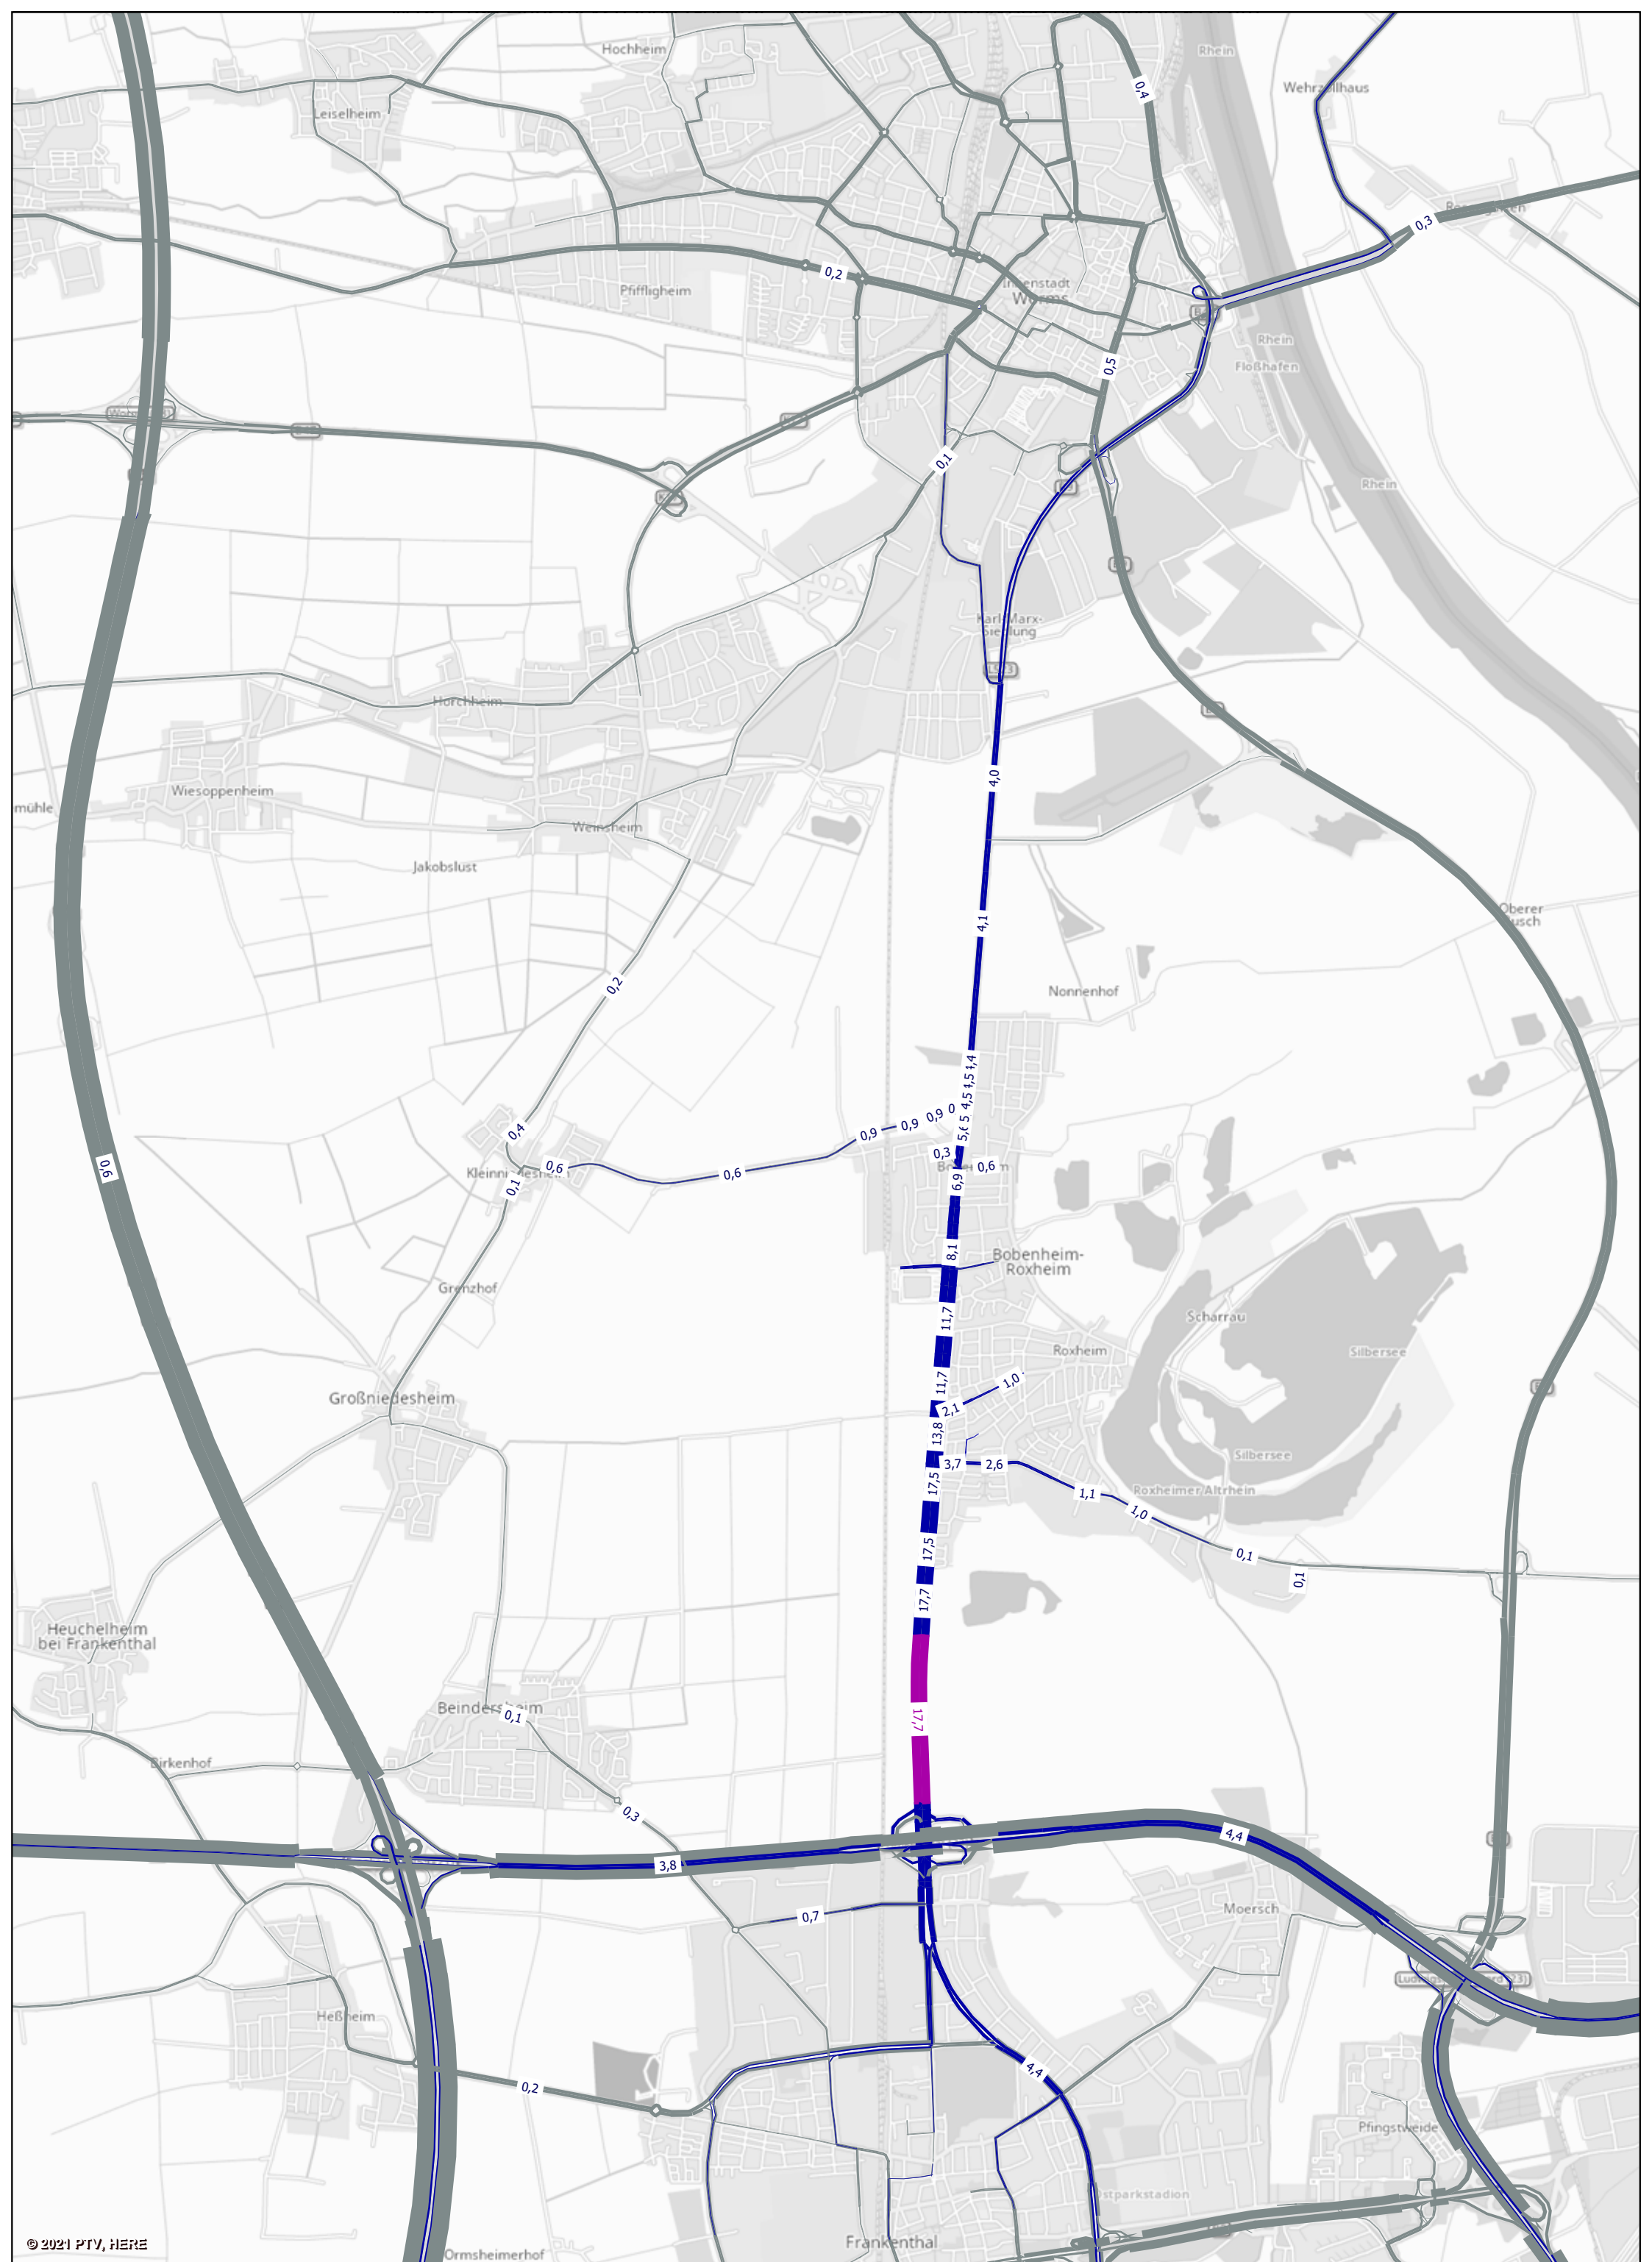 Hochheim
Rhein
Wehrzollhaus
0,4
Leiselheim
0,3
0,2
Pfiffligheim
Innenstadt
Worms
Rhein
Floßhafen
0,5
0,1
Rhein
Karl-Marx-
Siedlung
Horchheim
4,0
Wiesoppenheim
emühle
Weinsheim
Jakobslust
4,1
Oberer
Busch
0,2
Nonnenhof
4,5
4,5
0,9
0,9
0,9
0,4
0,6
0,6
0,3
0,6
0,6
0,1
6,9
8,1
Bobenheim-
Roxheim
Grenzhof
11,7
Scharrau
Roxheim
Silbersee
11,7
1,0
Großniedesheim
2,1
13,8
Silbersee
3,7
2,6
17,5
1,1
Roxheimer Altrhein
1,0
17,5
0,1
0,1
17,7
Heuchelheim
bei Frankenthal
Beindersheim
0,1
17,7
Birkenhof
0,3
4,4
3,8
Moersch
0,7
Heßheim
4,4
0,2
Pfingstweide
Ostparkstadion
Frankenthal
Ormsheimerhof
© 2021 PTV, HERE